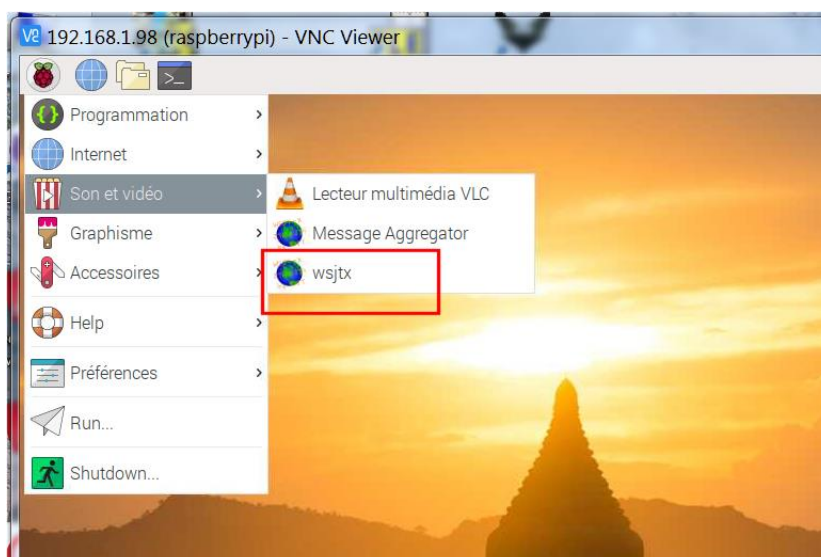 192.168.1.98 (raspberrypi) - VNC Viewer
Programmation
Internet
Son et vidéo
Graphisme
Accessoires
Help
Préférences
Run...
Shutdown...
Lecteur multimédia VLC
Message Aggregator
wsjtx